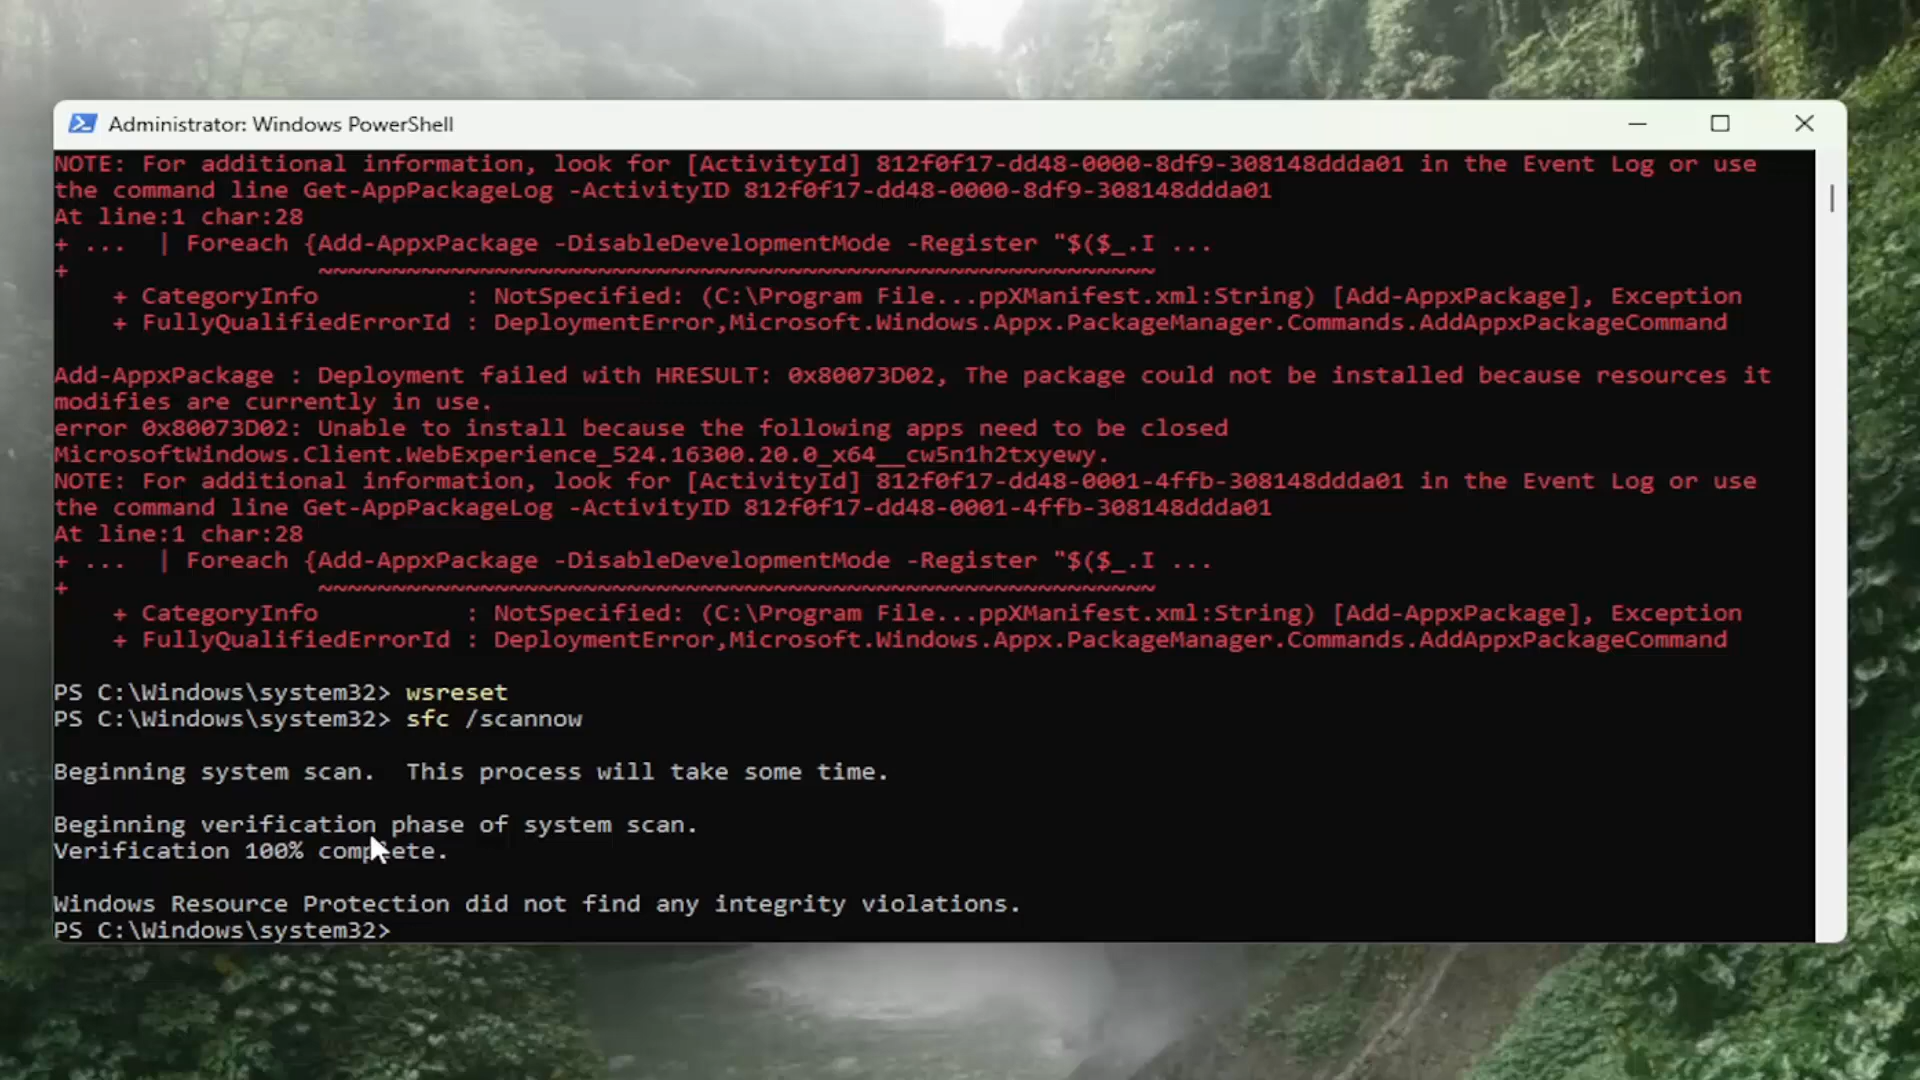 Administrator: Windows PowerShell
NOTE: For additional information, look for [ActivityId] 812f0f17-dd48-0000-8df9-308148ddda01 in the Event Log or use
the command line Get-AppPackageLog -ActivityID 812f0f17-dd48-0000-8df9-308148ddda01
At line:1 char:28
+ ...  | Foreach {Add-AppxPackage -DisableDevelopmentMode -Register "$($_.I ...
+                 ~~~~~~~~~~~~~~~~~~~~~~~~~~~~~~~~~~~~~~~~~~~~~~~~~~~~~~~~~
    + CategoryInfo          : NotSpecified: (C:\Program File...ppXManifest.xml:String) [Add-AppxPackage], Exception
    + FullyQualifiedErrorId : DeploymentError,Microsoft.Windows.Appx.PackageManager.Commands.AddAppxPackageCommand
Add-AppxPackage : Deployment failed with HRESULT: 0x80073D02, The package could not be installed because resources it
modifies are currently in use.
error 0x80073D02: Unable to install because the following apps need to be closed
MicrosoftWindows.Client.WebExperience_524.16300.20.0_x64__cw5n1h2txyewy.
NOTE: For additional information, look for [ActivityId] 812f0f17-dd48-0001-4ffb-308148ddda01 in the Event Log or use
the command line Get-AppPackageLog -ActivityID 812f0f17-dd48-0001-4ffb-308148ddda01
At line:1 char:28
+ ...  | Foreach {Add-AppxPackage -DisableDevelopmentMode -Register "$($_.I ...
+                 ~~~~~~~~~~~~~~~~~~~~~~~~~~~~~~~~~~~~~~~~~~~~~~~~~~~~~~~~~
    + CategoryInfo          : NotSpecified: (C:\Program File...ppXManifest.xml:String) [Add-AppxPackage], Exception
    + FullyQualifiedErrorId : DeploymentError,Microsoft.Windows.Appx.PackageManager.Commands.AddAppxPackageCommand
PS C:\Windows\system32> wsreset
PS C:\Windows\system32> sfc /scannow
Beginning system scan.  This process will take some time.
Beginning verification phase of system scan.
Verification 100% complete.
Windows Resource Protection did not find any integrity violations.
PS C:\Windows\system32>